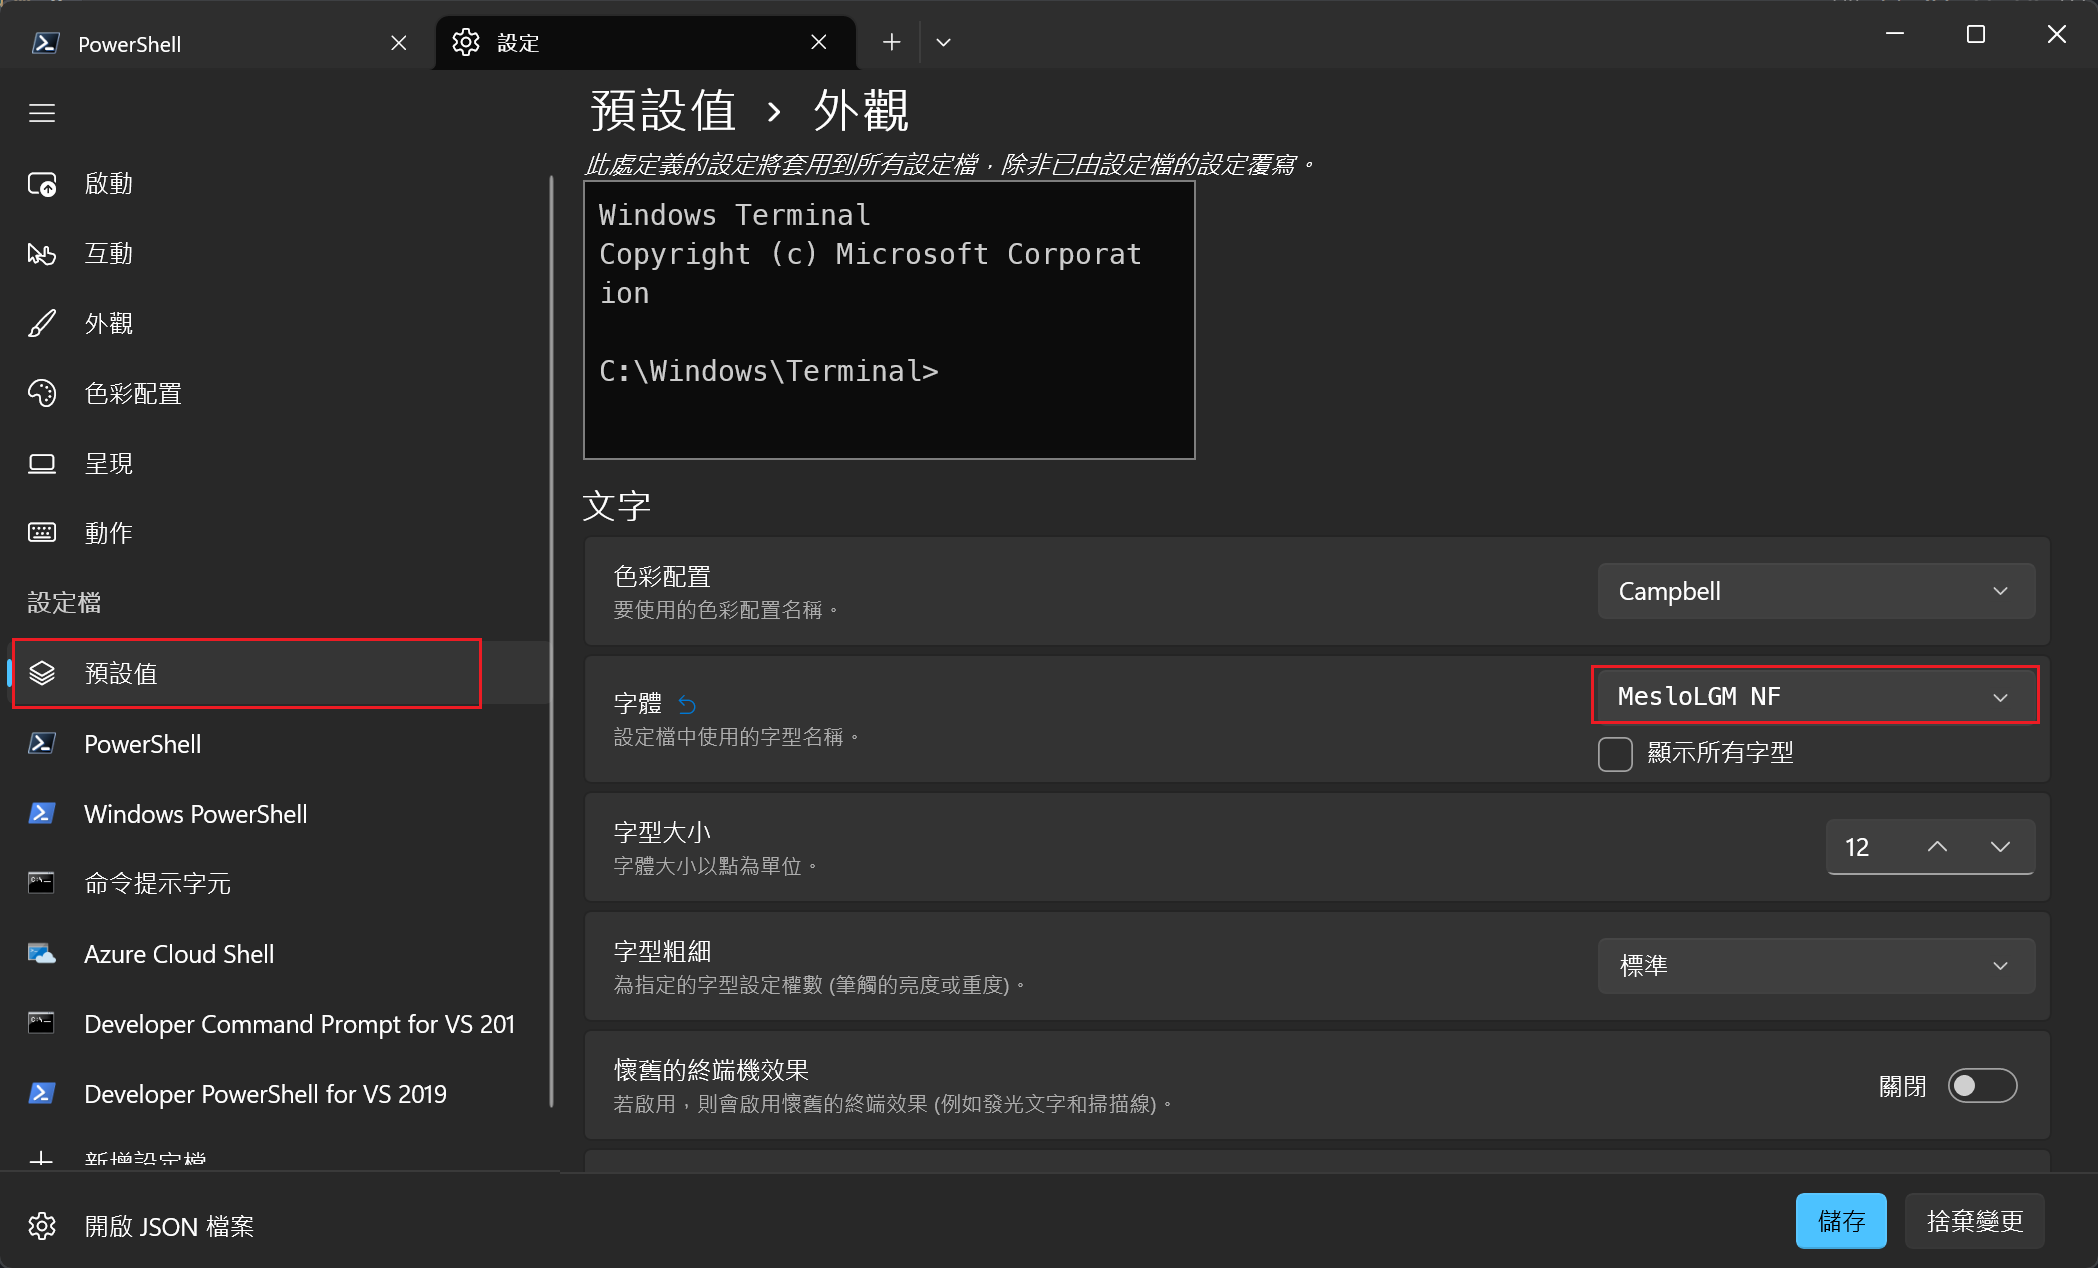 PowerShell
設定
啟動
互動
外觀
色彩配置
呈現
動作
設定檔
預設值
PowerShell
Windows PowerShell
命令提示字元
Azure Cloud Shell
Developer Command Prompt for VS 201
Developer PowerShell for VS 2019
新增設定檔
開啟 JSON 檔案
預設值 › 外觀
此處定義的設定將套用到所有設定檔，除非已由設定檔的設定覆寫。
Windows Terminal
Copyright (c) Microsoft Corporat
ion
C:\Windows\Terminal>
文字
色彩配置
要使用的色彩配置名稱。
Campbell
字體
設定檔中使用的字型名稱。
MesloLGM NF
顯示所有字型
字型大小
字體大小以點為單位。
12
字型粗細
為指定的字型設定權數 (筆觸的亮度或重度)。
標準
懷舊的終端機效果
若啟用，則會啟用懷舊的終端效果 (例如發光文字和掃描線)。
關閉
儲存
捨棄變更